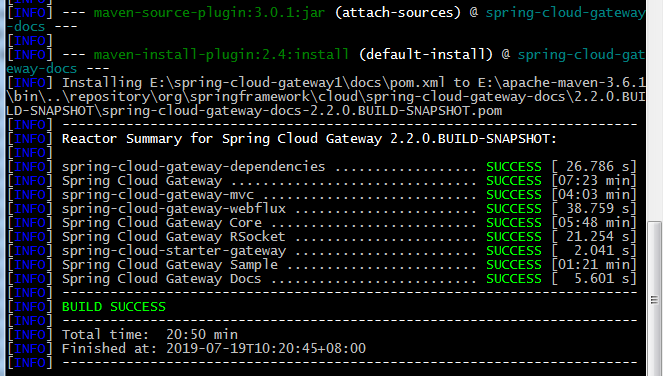 [INFO] --- maven-source-plugin:3.0.1:jar (attach-sources) @ spring-cloud-gateway
-docs ---
[INFO]
[INFO] --- maven-install-plugin:2.4:install (default-install) @ spring-cloud-gat
eway-docs ---
[INFO] Installing E:\spring-cloud-gateway1\docs\pom.xml to E:\apache-maven-3.6.1
\bin\..\repository\org\springframework\cloud\spring-cloud-gateway-docs\2.2.0.BUI
LD-SNAPSHOT\spring-cloud-gateway-docs-2.2.0.BUILD-SNAPSHOT.pom
[INFO] ------------------------------------------------------------------------
[INFO] Reactor Summary for Spring Cloud Gateway 2.2.0.BUILD-SNAPSHOT:
[INFO]
[INFO] spring-cloud-gateway-dependencies .................. SUCCESS [ 26.786 s]
[INFO] Spring Cloud Gateway ............................... SUCCESS [07:23 min]
[INFO] spring-cloud-gateway-mvc ........................... SUCCESS [04:03 min]
[INFO] spring-cloud-gateway-webflux ....................... SUCCESS [ 38.759 s]
[INFO] Spring Cloud Gateway Core .......................... SUCCESS [05:48 min]
[INFO] Spring Cloud Gateway RSocket ....................... SUCCESS [ 21.254 s]
[INFO] spring-cloud-starter-gateway ....................... SUCCESS [  2.041 s]
[INFO] Spring Cloud Gateway Sample ........................ SUCCESS [01:21 min]
[INFO] Spring Cloud Gateway Docs .......................... SUCCESS [  5.601 s]
[INFO] ------------------------------------------------------------------------
[INFO] BUILD SUCCESS
[INFO] ------------------------------------------------------------------------
[INFO] Total time:  20:50 min
[INFO] Finished at: 2019-07-19T10:20:45+08:00
[INFO] ------------------------------------------------------------------------